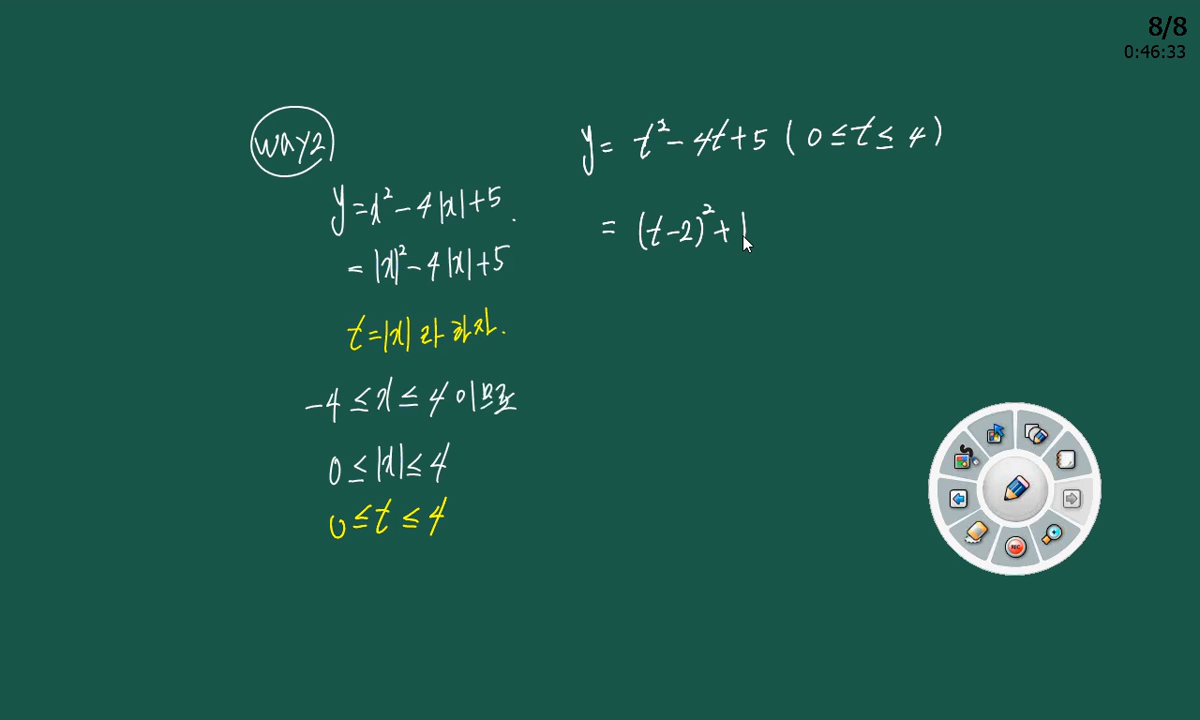 8/8
0:46:33
way2
y = x² - 4|x| + 5.
= |x|² - 4|x| + 5
t = |x| 라 하자.
-4 ≤ x ≤ 4 이므로
0 ≤ |x| ≤ 4
0 ≤ t ≤ 4
y = t² - 4t + 5 ( 0 ≤ t ≤ 4 )
= (t-2)² + 1
REC